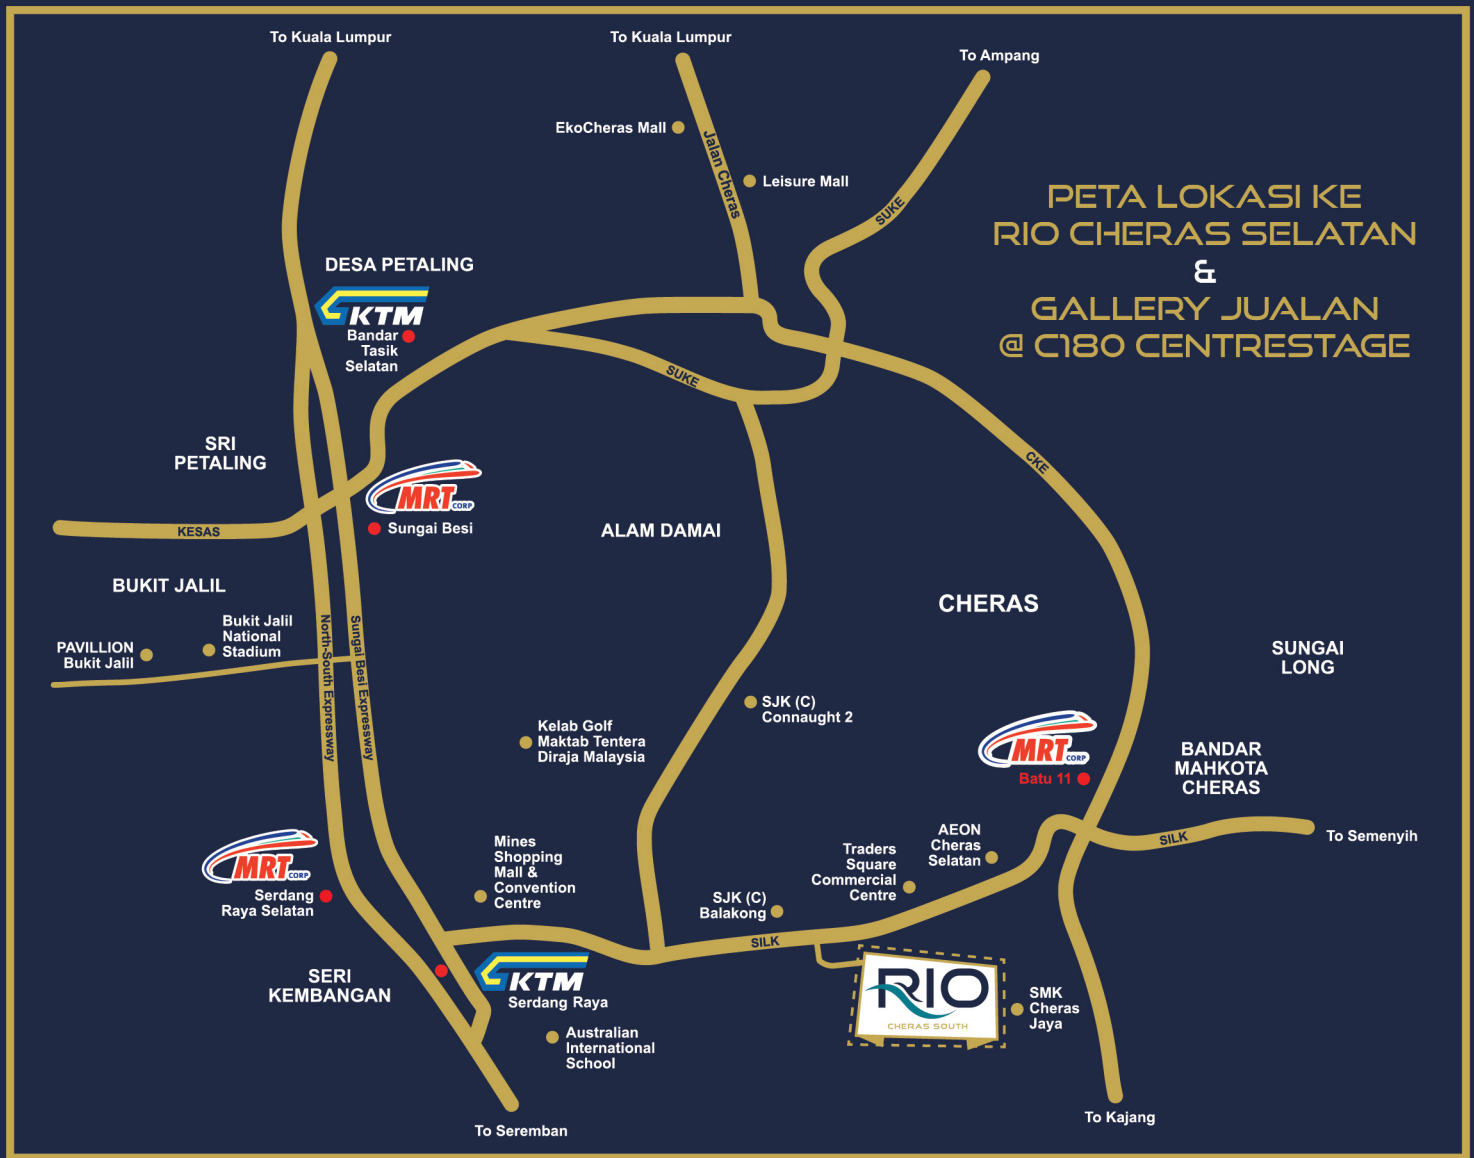 To Kuala Lumpur
To Kuala Lumpur
To Ampang
EkoCheras Mall
Jalan Cheras
Leisure Mall
SUKE
PETA LOKASI KE
RIO CHERAS SELATAN
&
GALLERY JUALAN
@ C180 CENTRESTAGE
DESA PETALING
KTM
Bandar
Tasik
Selatan
SUKE
SRI
PETALING
CKE
MRT CORP
Sungai Besi
KESAS
ALAM DAMAI
BUKIT JALIL
CHERAS
Bukit Jalil
National
Stadium
PAVILLION
Bukit Jalil
North-South Expressway
Sungai Besi Expressway
SUNGAI
LONG
SJK (C)
Connaught 2
Kelab Golf
Maktab Tentera
Diraja Malaysia
MRT CORP
Batu 11
BANDAR
MAHKOTA
CHERAS
MRT CORP
Serdang
Raya Selatan
Mines
Shopping
Mall &
Convention
Centre
AEON
Cheras
Selatan
Traders
Square
Commercial
Centre
SILK
To Semenyih
SJK (C)
Balakong
SILK
SERI
KEMBANGAN
KTM
Serdang Raya
RIO
CHERAS SOUTH
SMK
Cheras
Jaya
Australian
International
School
To Seremban
To Kajang